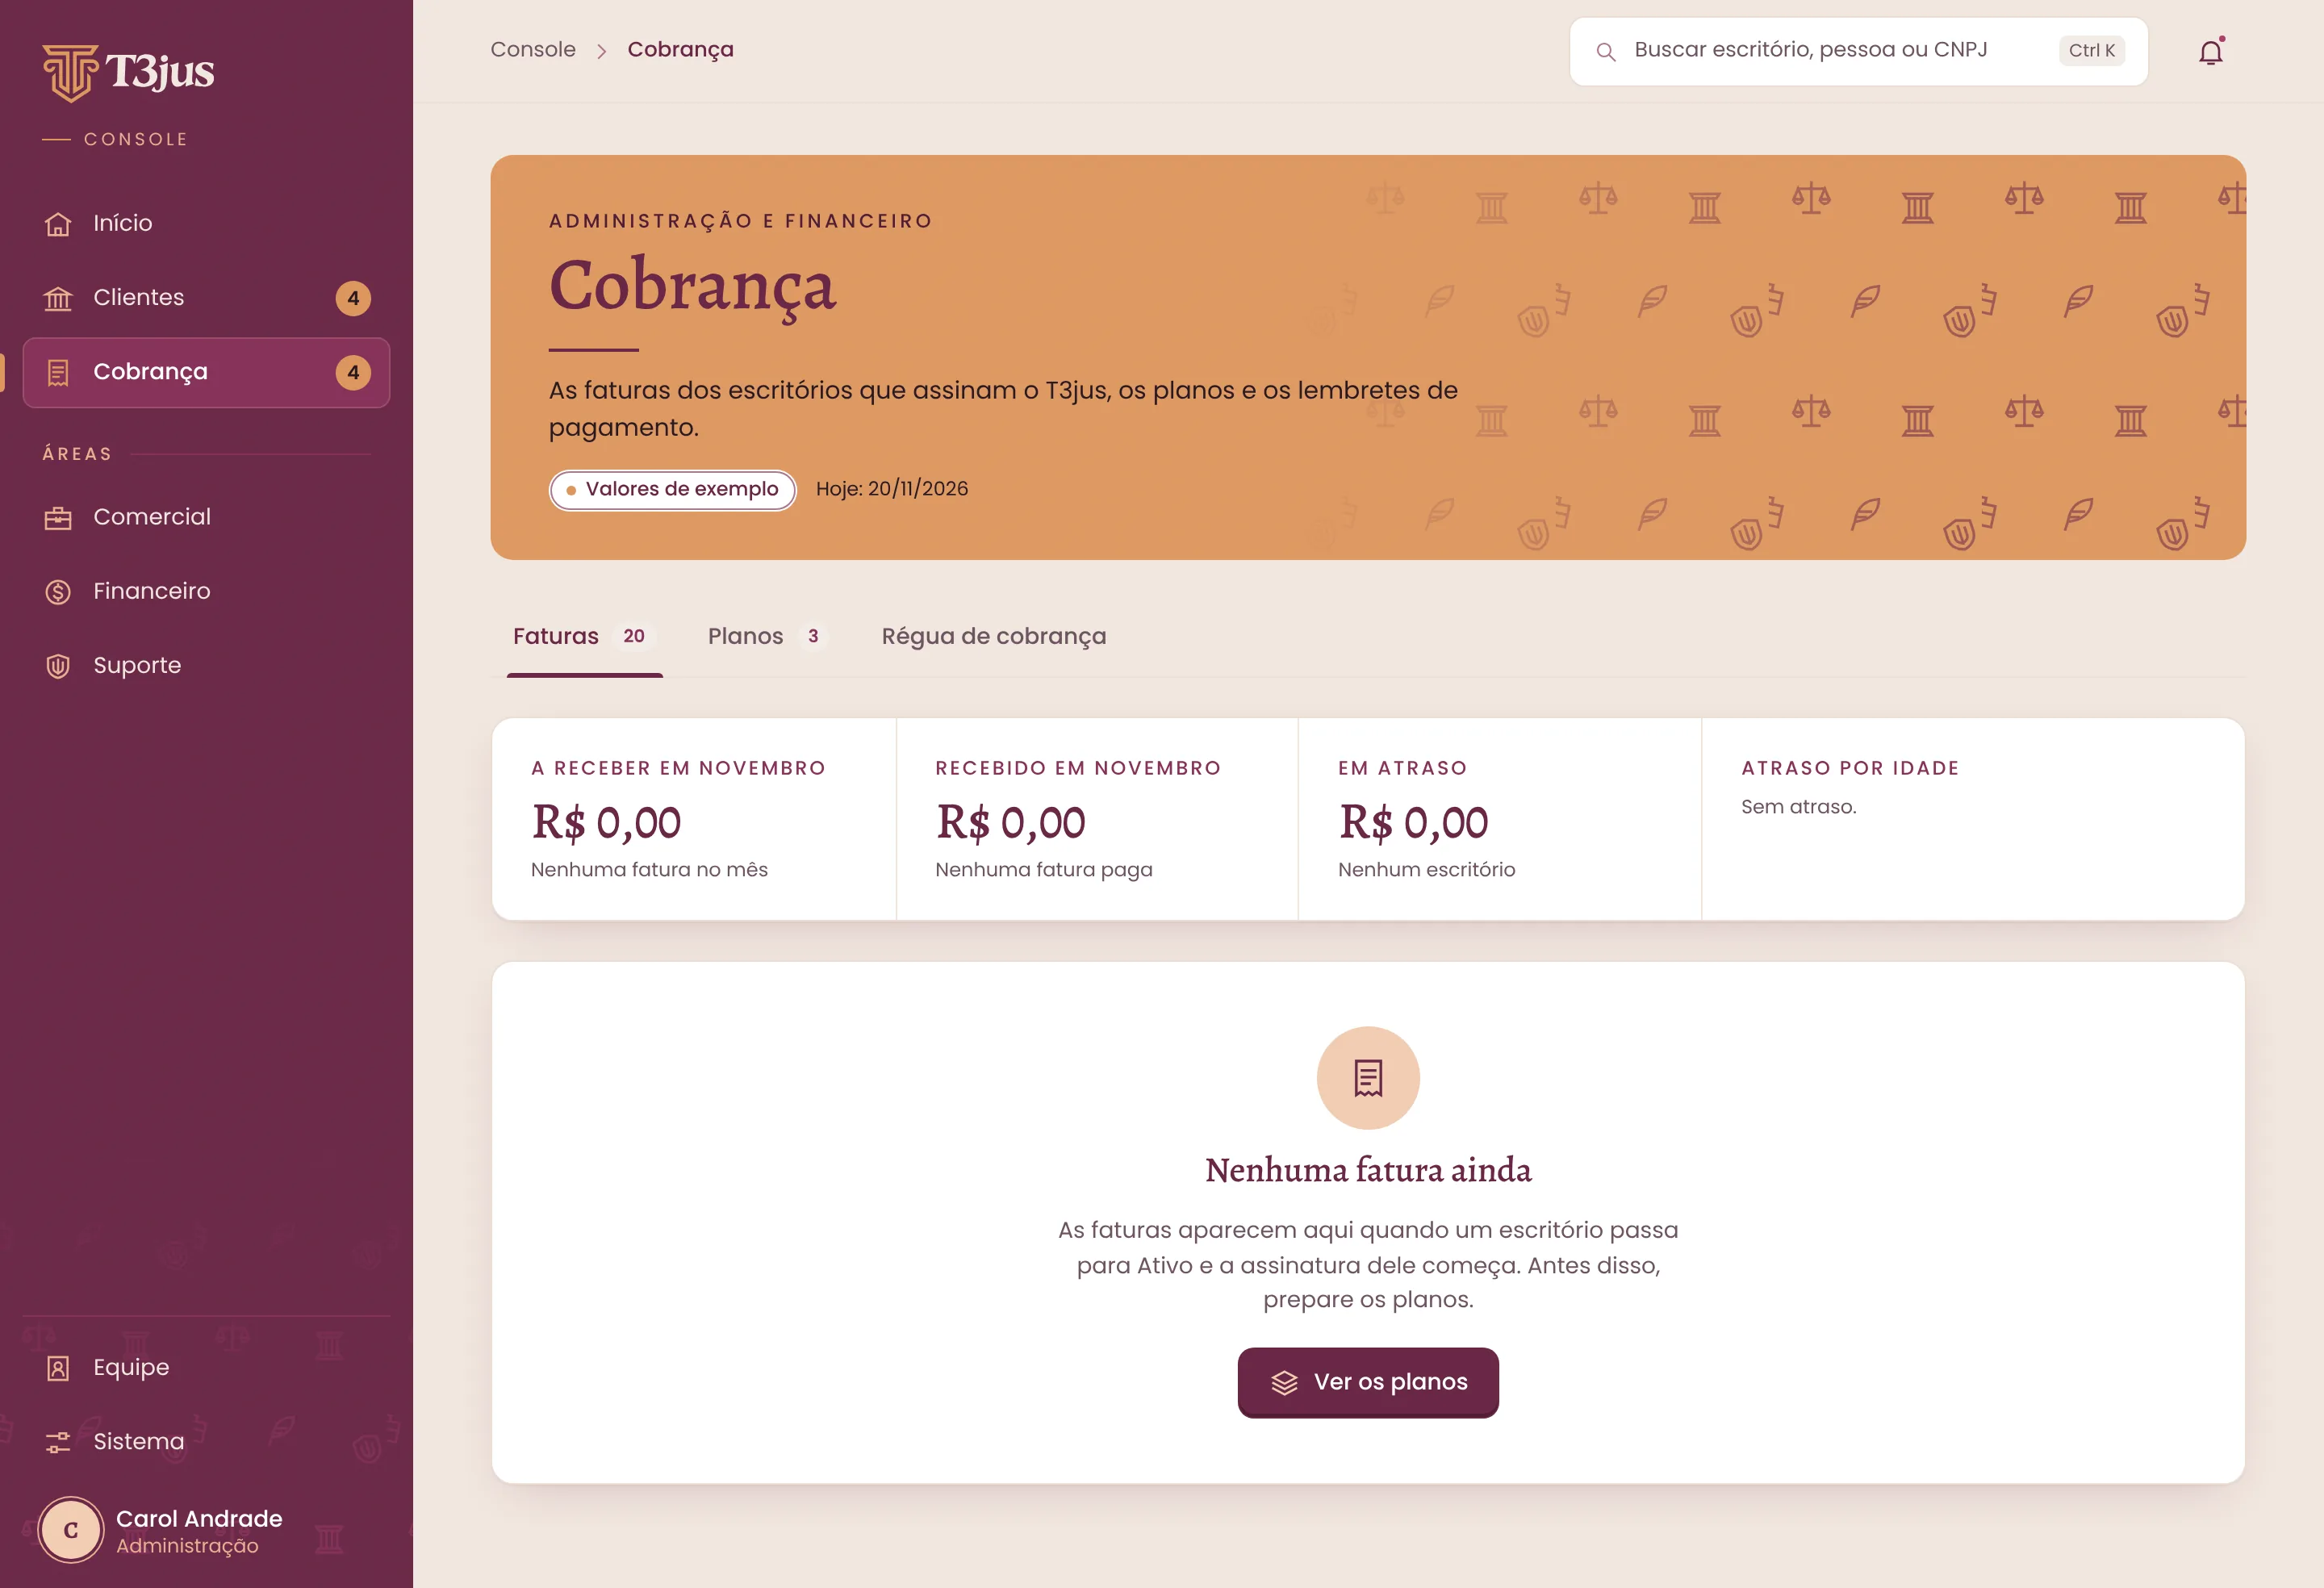 T3jus
CONSOLE
Início
Clientes 4
Cobrança 4
ÁREAS
Comercial
Financeiro
Suporte
Equipe
Sistema
C
Carol Andrade
Administração
Console > Cobrança
Buscar escritório, pessoa ou CNPJ Ctrl K
ADMINISTRAÇÃO E FINANCEIRO
Cobrança
As faturas dos escritórios que assinam o T3jus, os planos e os lembretes de
pagamento.
Valores de exemplo Hoje: 20/11/2026
Faturas 20 Planos 3 Régua de cobrança
A RECEBER EM NOVEMBRO
R$ 0,00
Nenhuma fatura no mês
RECEBIDO EM NOVEMBRO
R$ 0,00
Nenhuma fatura paga
EM ATRASO
R$ 0,00
Nenhum escritório
ATRASO POR IDADE
Sem atraso.
Nenhuma fatura ainda
As faturas aparecem aqui quando um escritório passa
para Ativo e a assinatura dele começa. Antes disso,
prepare os planos.
Ver os planos